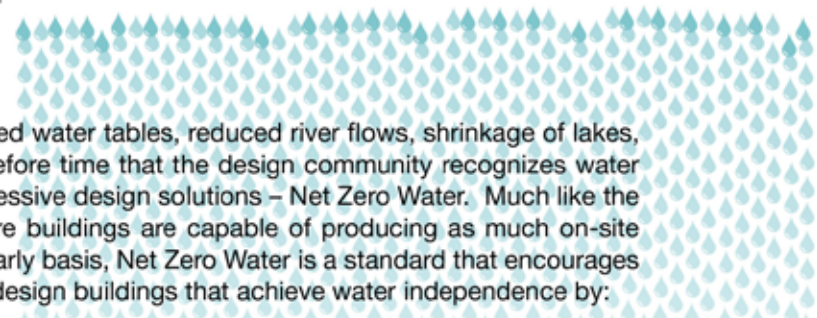 ed water tables, reduced river flows, shrinkage of lakes,
efore time that the design community recognizes water
essive design solutions – Net Zero Water. Much like the
re buildings are capable of producing as much on-site
arly basis, Net Zero Water is a standard that encourages
design buildings that achieve water independence by: